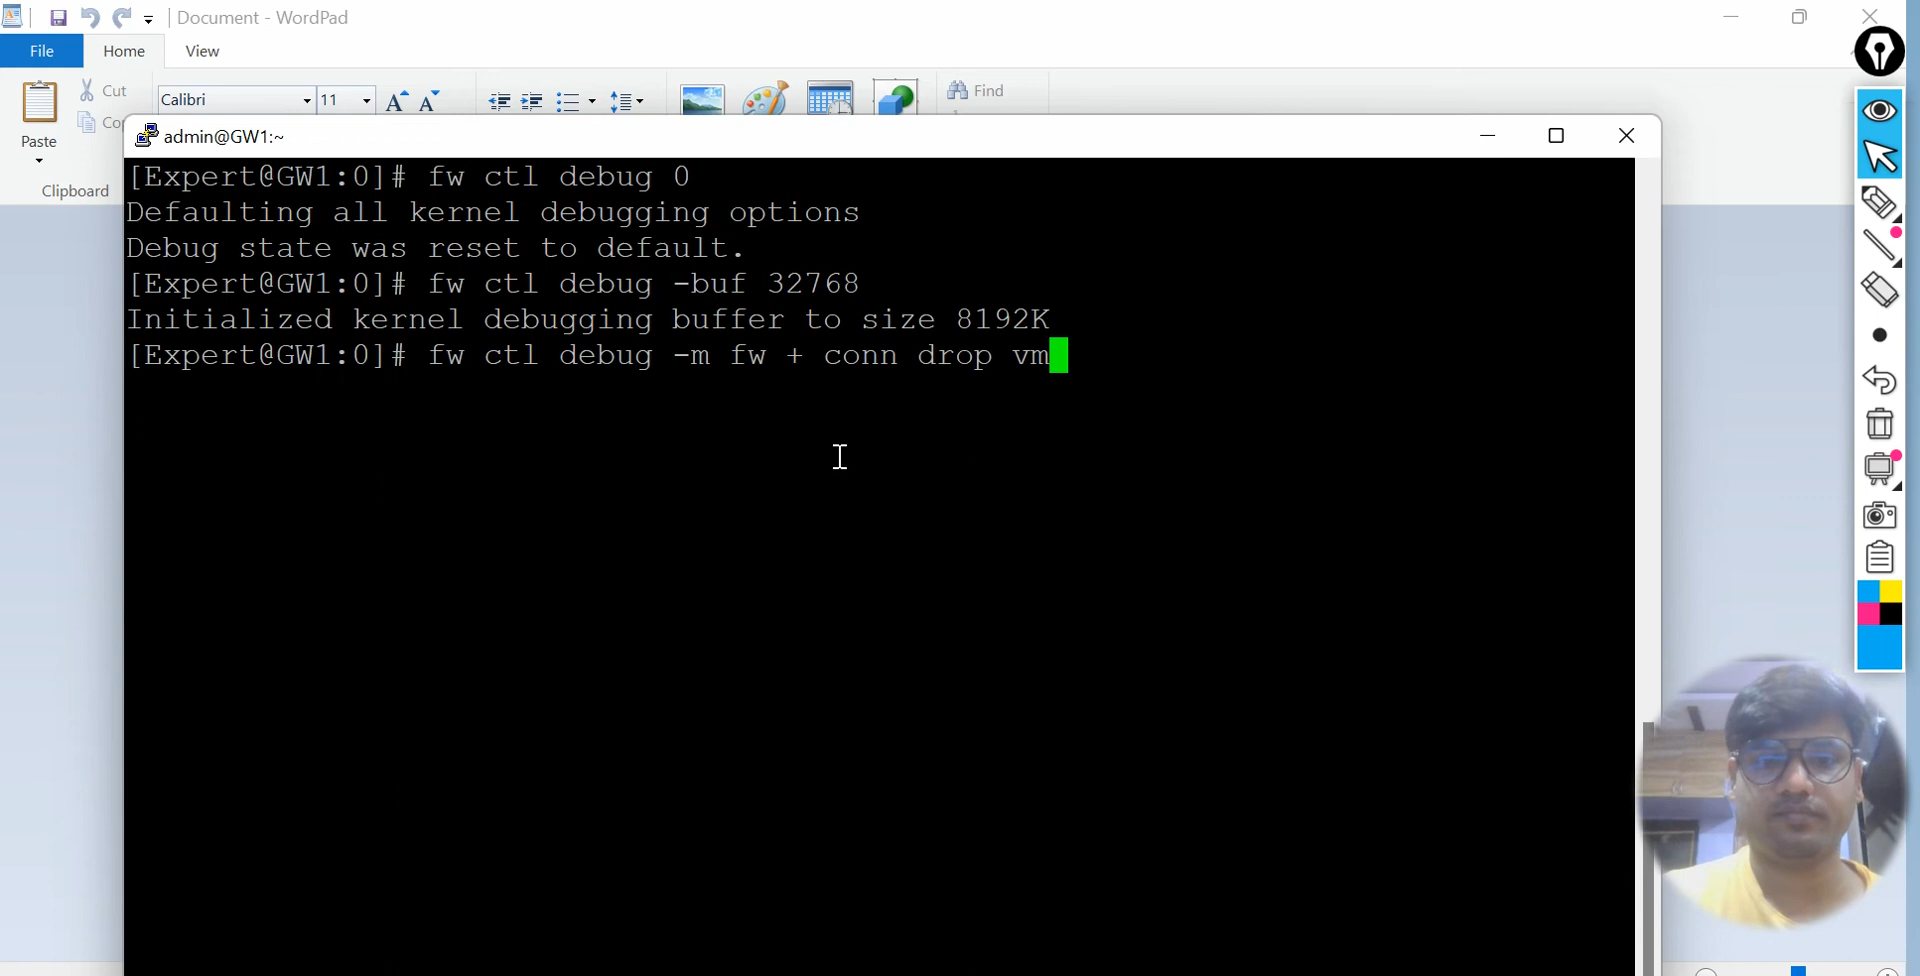 Document - WordPad
File Home View
Cut
Calibri 11
Find
Paste
Clipboard
admin@GW1:~
[Expert@GW1:0]# fw ctl debug 0
Defaulting all kernel debugging options
Debug state was reset to default.
[Expert@GW1:0]# fw ctl debug -buf 32768
Initialized kernel debugging buffer to size 8192K
[Expert@GW1:0]# fw ctl debug -m fw + conn drop vm